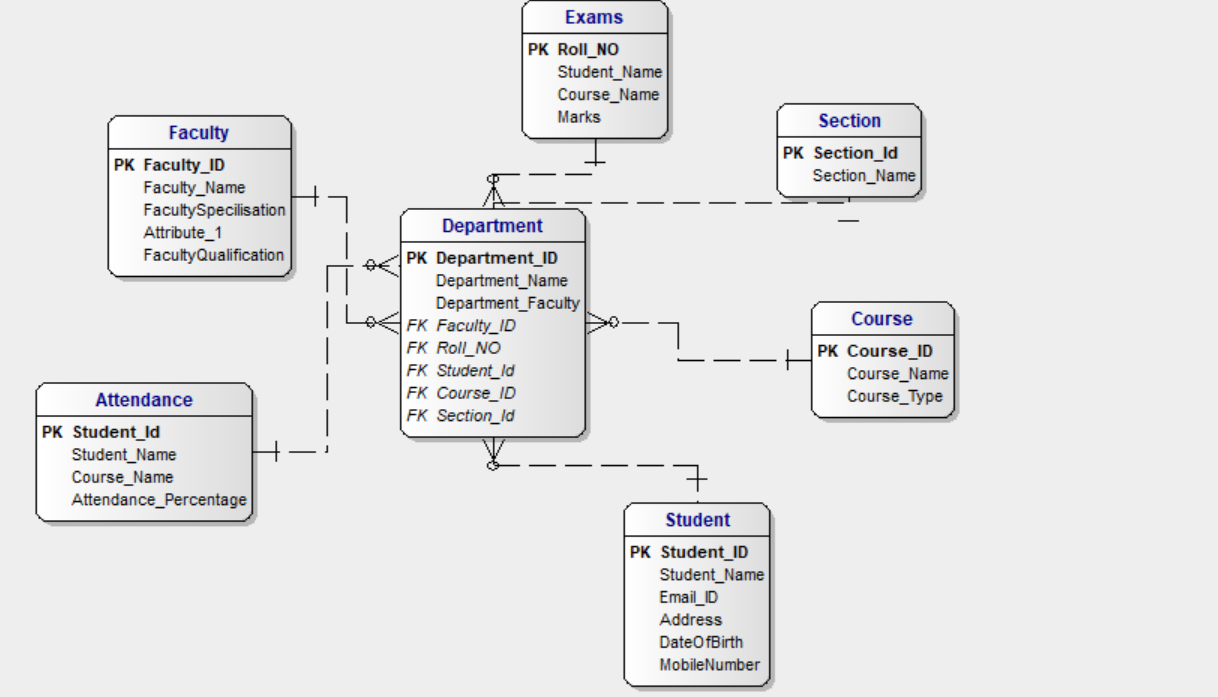 Exams
PK Roll_NO
Student_Name
Course_Name
Marks
Section
PK Section_Id
Section_Name
Faculty
PK Faculty_ID
Faculty_Name
FacultySpecilisation
Attribute_1
FacultyQualification
Department
PK Department_ID
Department_Name
Department_Faculty
FK Faculty_ID
FK Roll_NO
FK Student_Id
FK Course_ID
FK Section_Id
Course
PK Course_ID
Course_Name
Course_Type
Attendance
PK Student_Id
Student_Name
Course_Name
Attendance_Percentage
Student
PK Student_ID
Student_Name
Email_ID
Address
DateOfBirth
MobileNumber